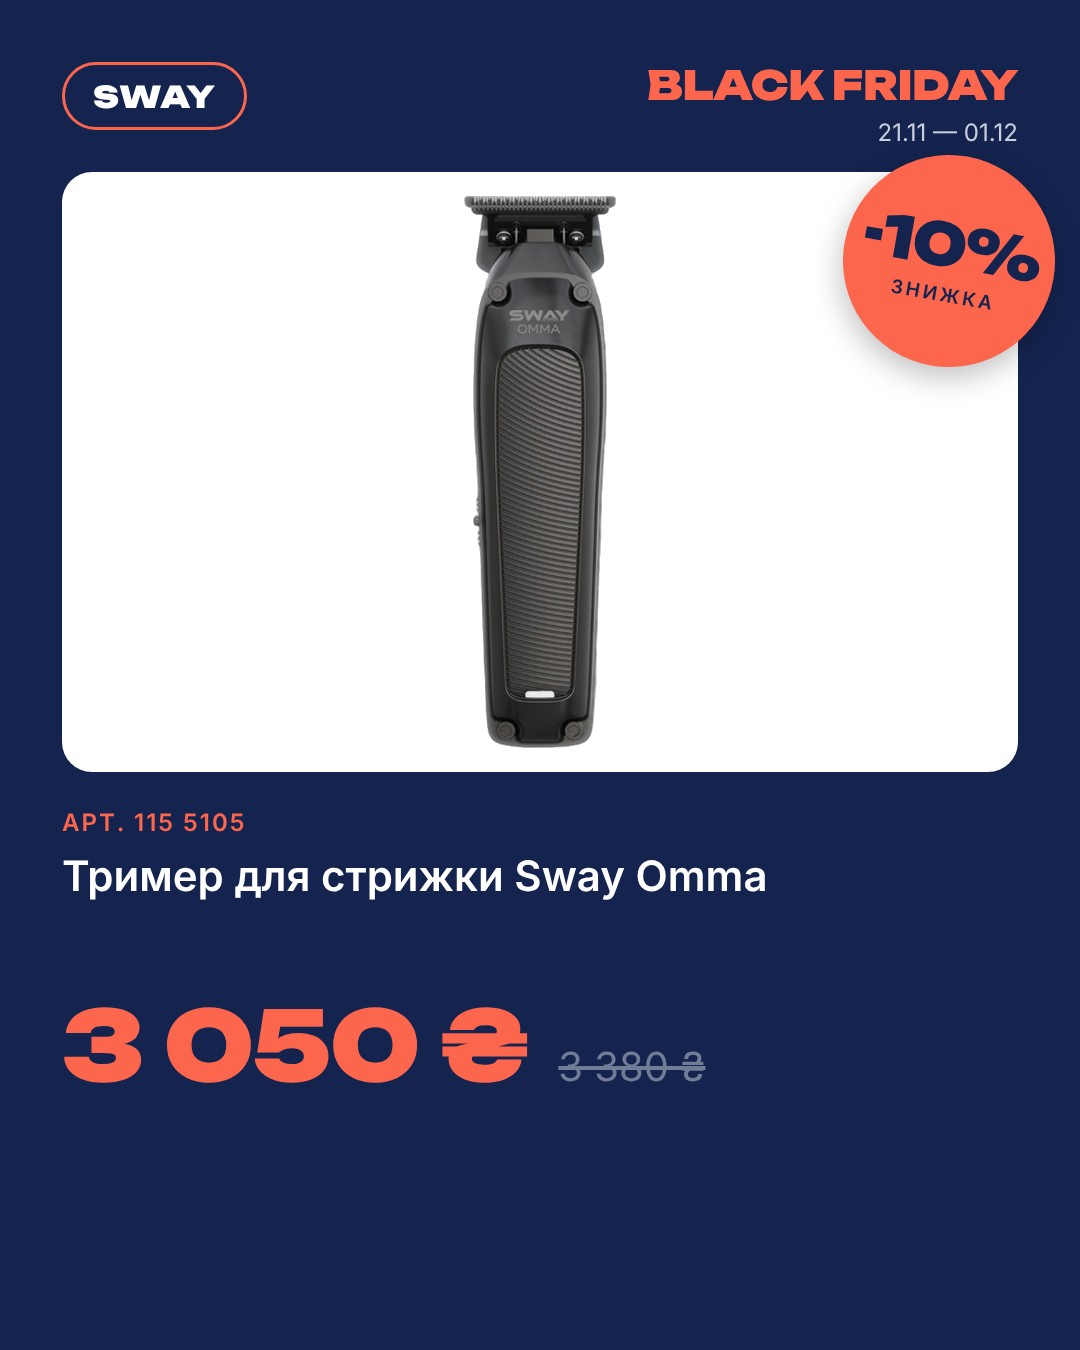 SWAY
BLACK FRIDAY
21.11 — 01.12
-10%
ЗНИЖКА
SWAY
OMMA
АРТ. 115 5105
Тример для стрижки Sway Omma
3 050 ₴
3 380 ₴